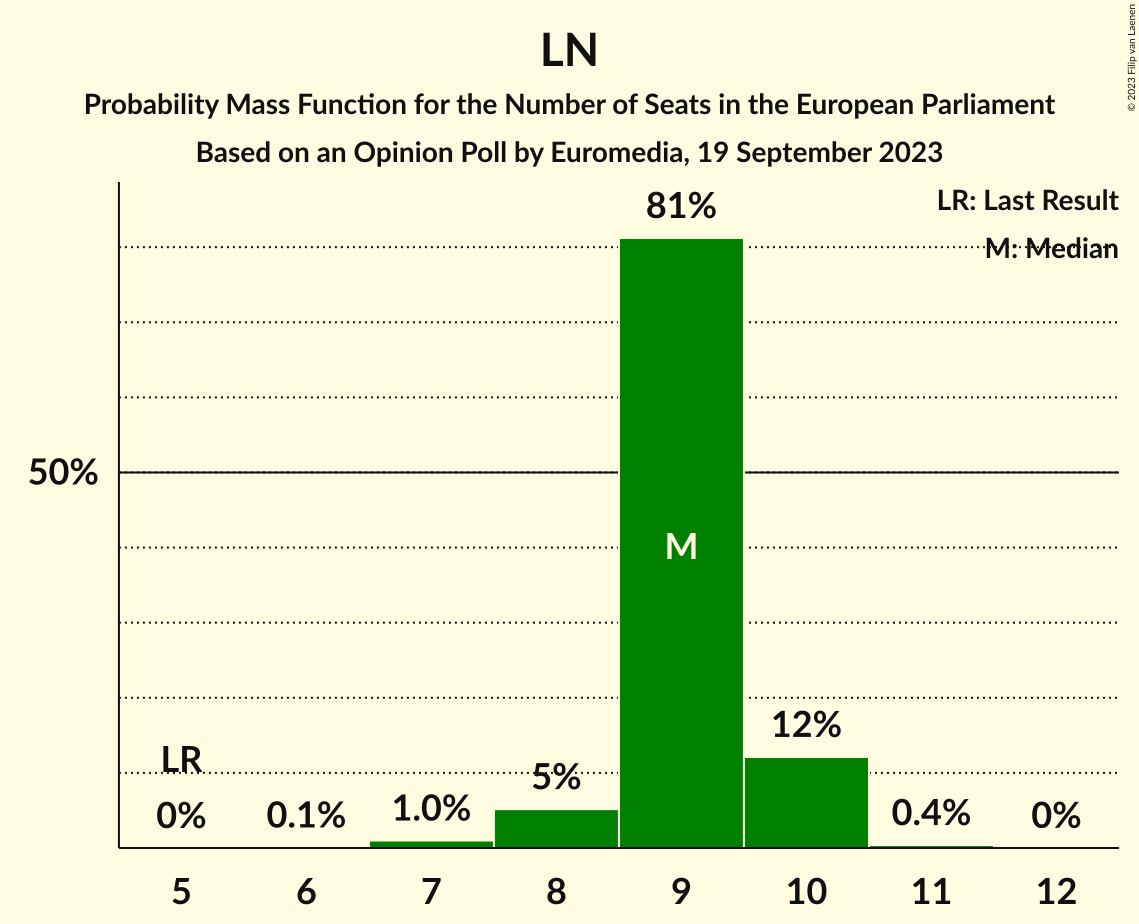 LN
Probability Mass Function for the Number of Seats in the European Parliament
Based on an Opinion Poll by Euromedia, 19 September 2023
© 2023 Filip van Laenen
LR: Last Result
M: Median
81%
50%
M
12%
LR
5%
0%
0.1%
1.0%
0.4%
0%
5 6 7 8 9 10 11 12